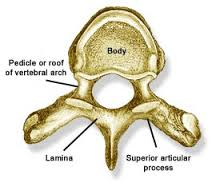 Body
Pedicle or roof
of vertebral arch
Lamina
Superior articular
process